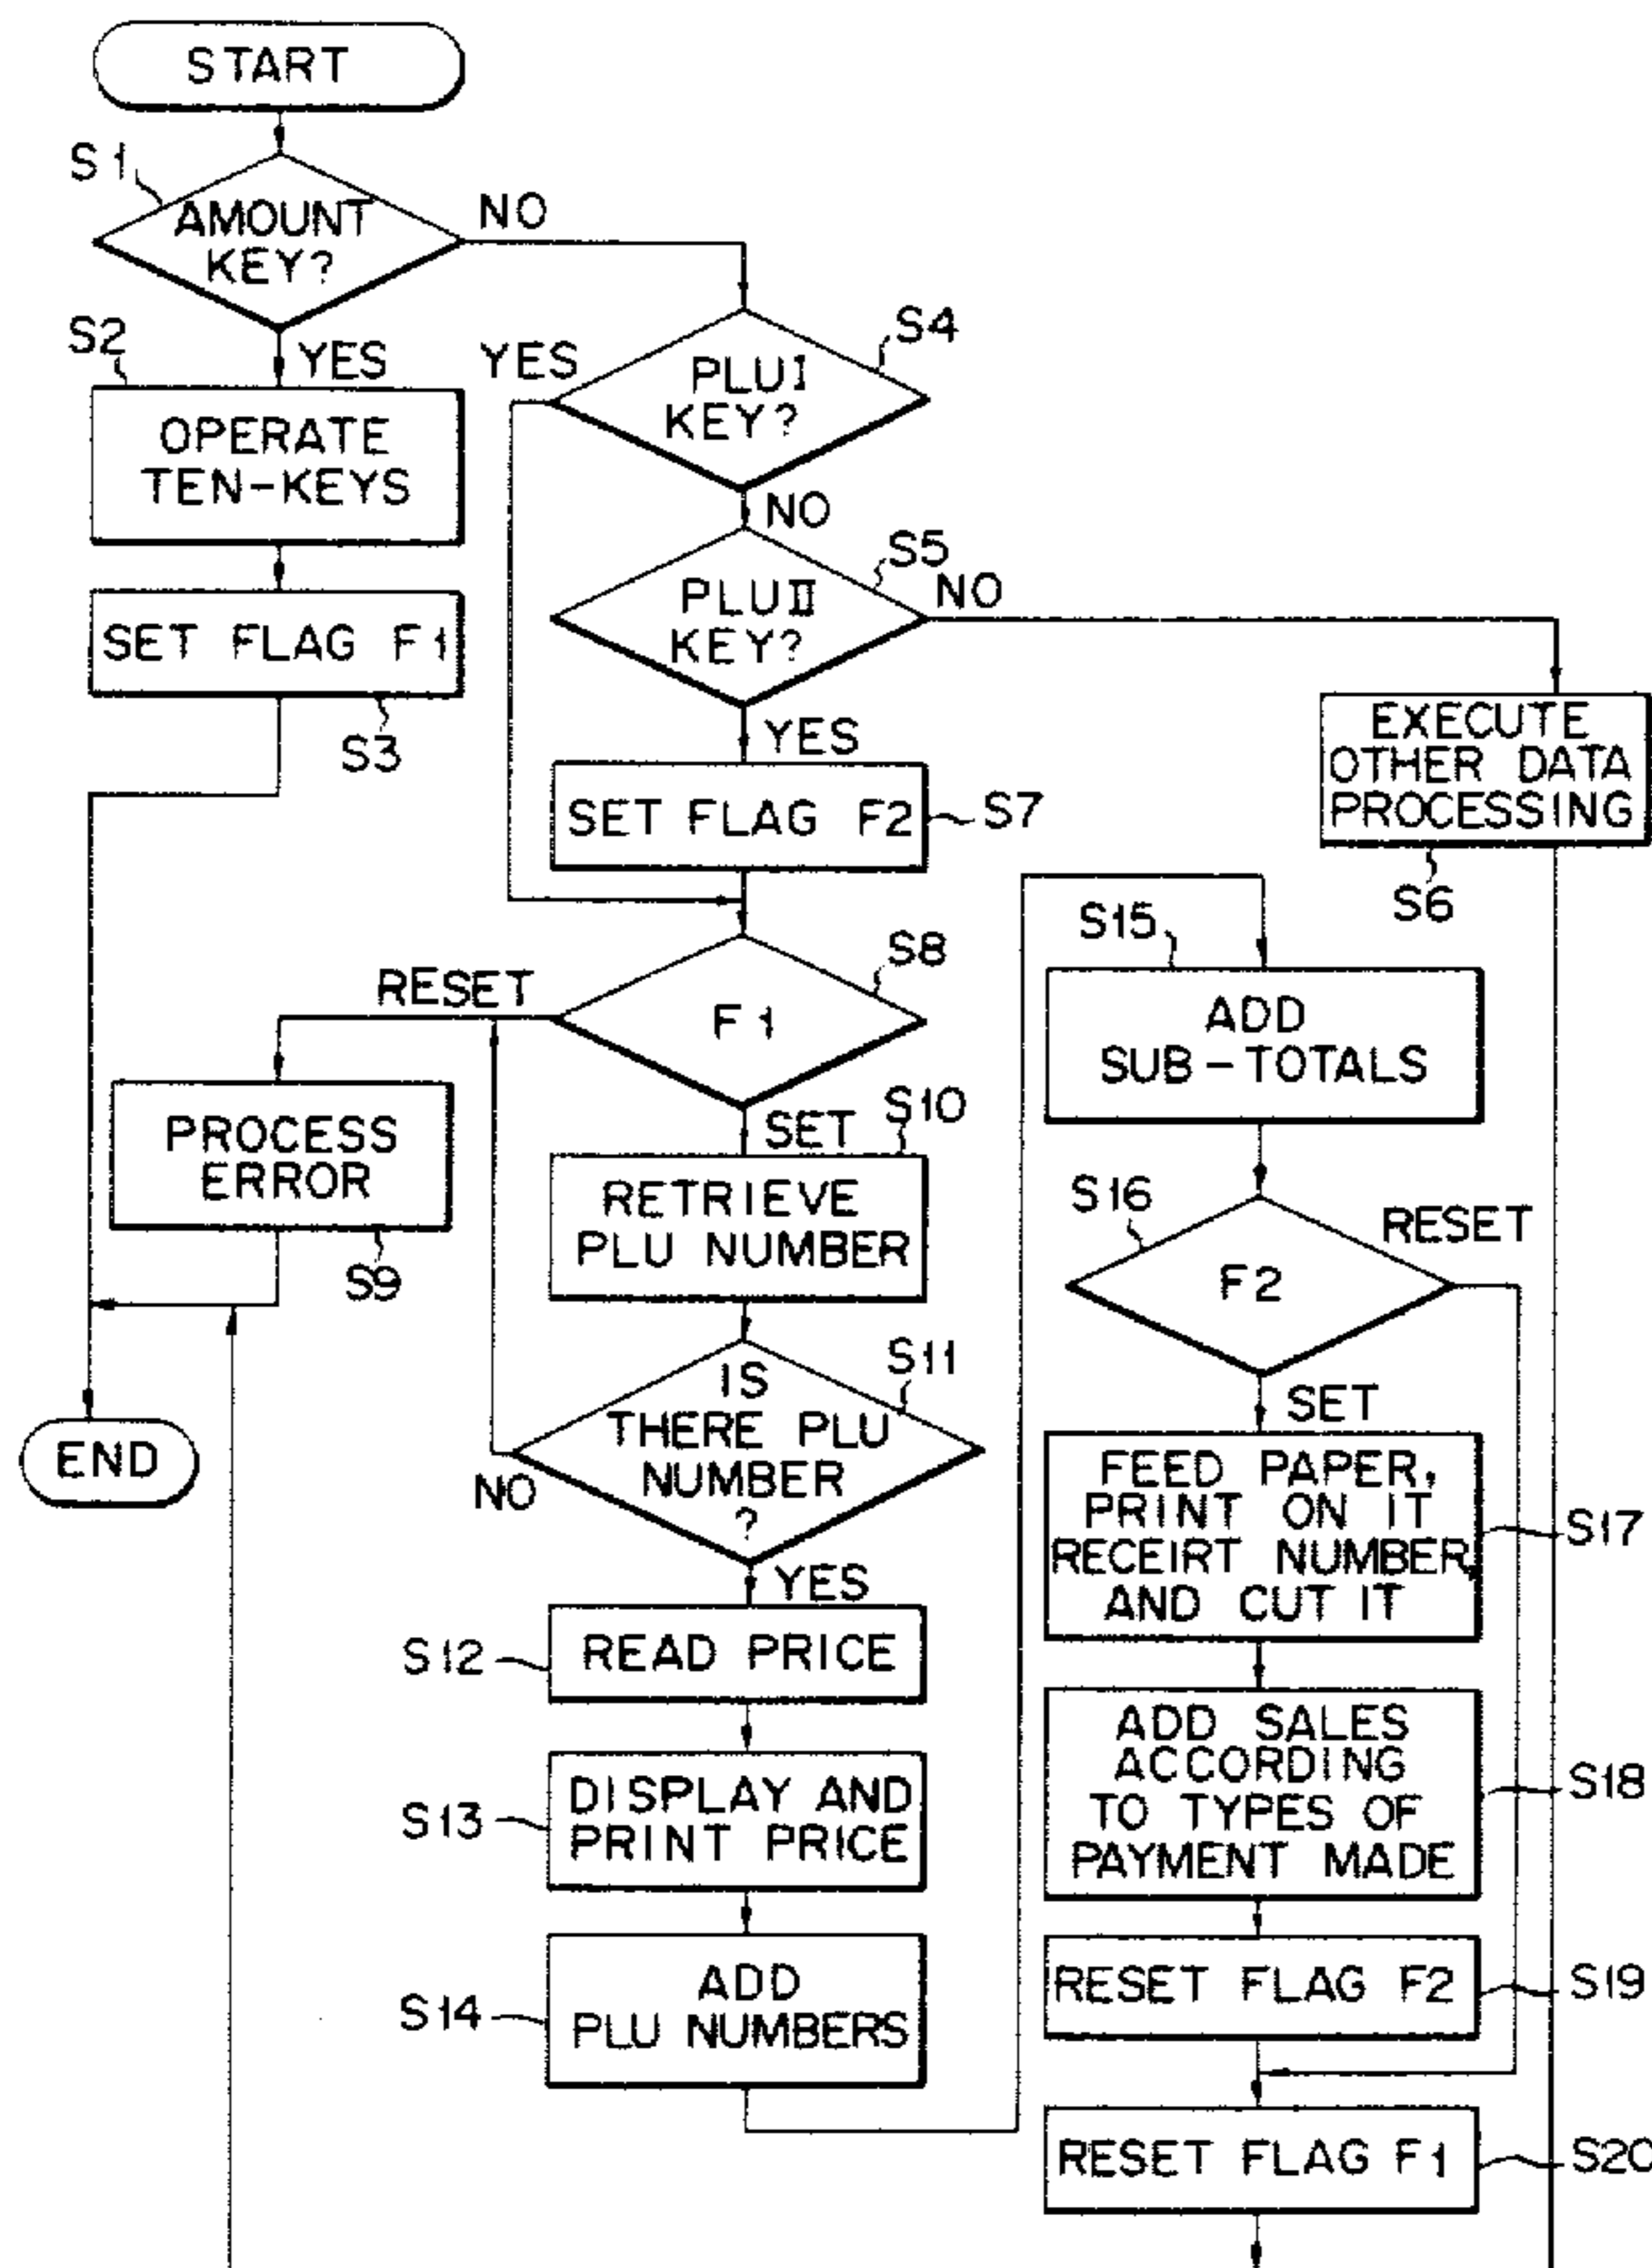 START
S1
AMOUNT
KEY?
NO
YES
S2
OPERATE
TEN-KEYS
SET FLAG F1
S3
S4
PLUI
KEY?
YES
NO
S5
PLUII
KEY?
NO
YES
EXECUTE
OTHER DATA
PROCESSING
S6
SET FLAG F2
S7
S8
F1
RESET
SET
PROCESS
ERROR
S9
S10
RETRIEVE
PLU NUMBER
S11
IS
THERE PLU
NUMBER
?
NO
YES
END
S12
READ PRICE
S13
DISPLAY AND
PRINT PRICE
S14
ADD
PLU NUMBERS
S15
ADD
SUB-TOTALS
S16
F2
RESET
SET
FEED PAPER,
PRINT ON IT
RECEIRT NUMBER,
AND CUT IT
S17
ADD SALES
ACCORDING
TO TYPES OF
PAYMENT MADE
S18
RESET FLAG F2
S19
RESET FLAG F1
S20